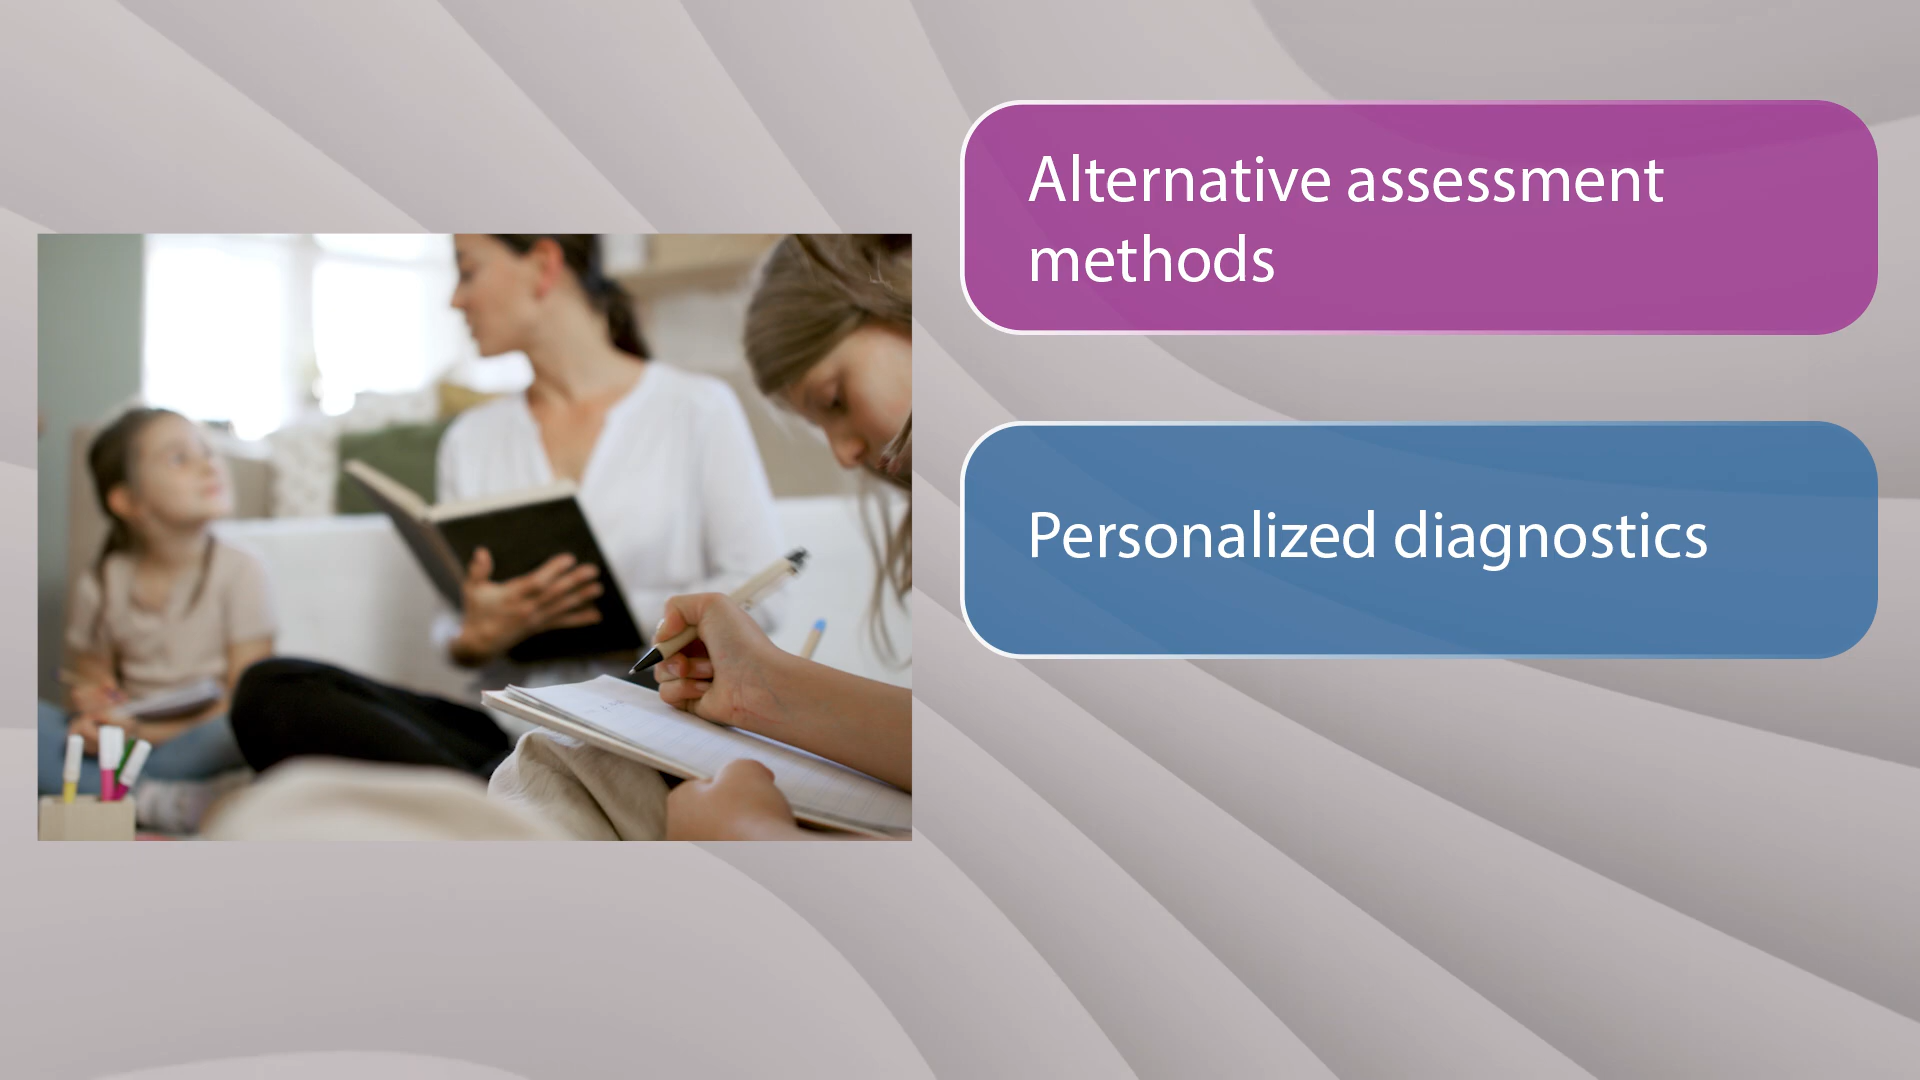 Alternative assessment
methods
Personalized diagnostics